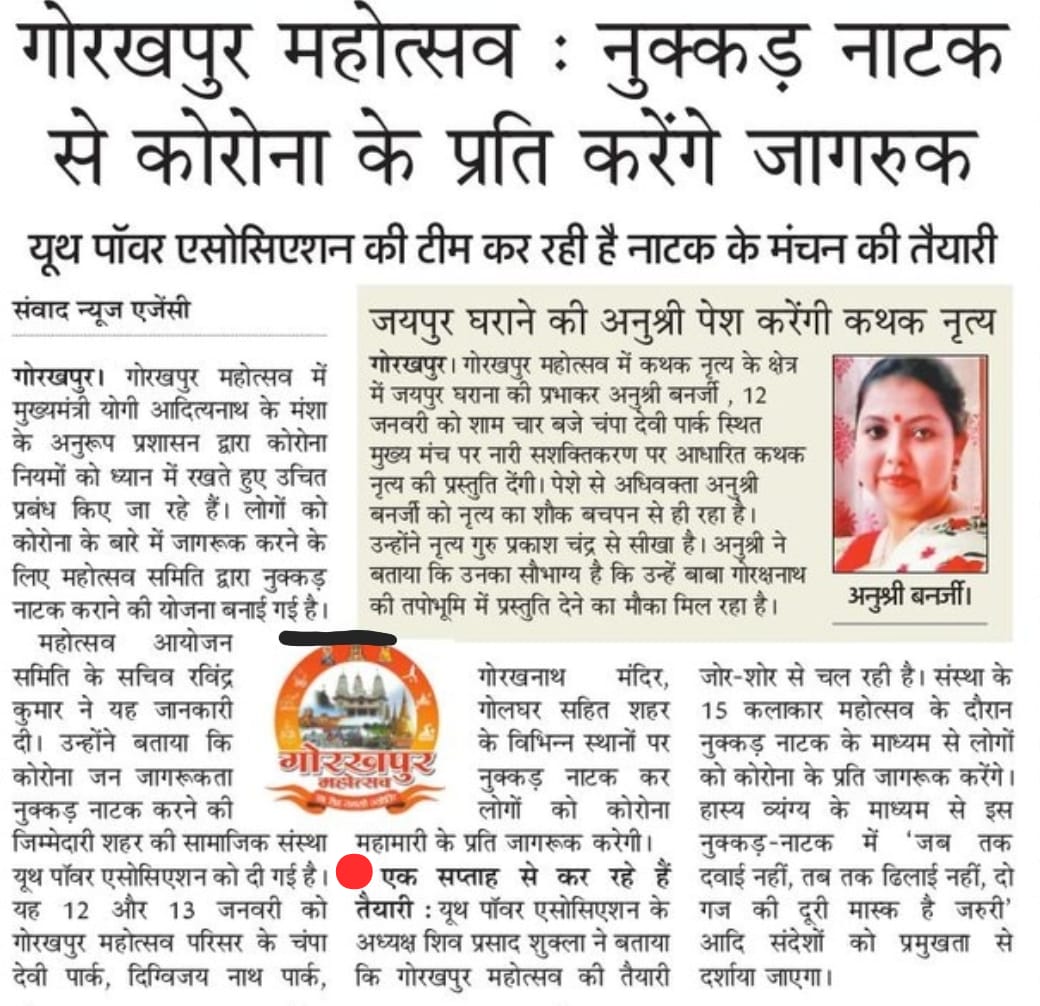 गोरखपुर महोत्सव : नुक्कड़ नाटक
से कोरोना के प्रति करेंगे जागरुक
यूथ पॉवर एसोसिएशन की टीम कर रही है नाटक के मंचन की तैयारी
संवाद न्यूज एजेंसी
गोरखपुर। गोरखपुर महोत्सव में
मुख्यमंत्री योगी आदित्यनाथ के मंशा
के अनुरूप प्रशासन द्वारा कोरोना
नियमों को ध्यान में रखते हुए उचित
प्रबंध किए जा रहे हैं। लोगों को
कोरोना के बारे में जागरूक करने के
लिए महोत्सव समिति द्वारा नुक्कड़
नाटक कराने की योजना बनाई गई है।
महोत्सव आयोजन
समिति के सचिव रविंद्र
कुमार ने यह जानकारी
दी। उन्होंने बताया कि
कोरोना जन जागरूकता
नुक्कड़ नाटक करने की
जिम्मेदारी शहर की सामाजिक संस्था
यूथ पॉवर एसोसिएशन को दी गई है।
यह 12 और 13 जनवरी को
गोरखपुर महोत्सव परिसर के चंपा
देवी पार्क, दिग्विजय नाथ पार्क,
गोरखपुर
महोत्सव
गोरखनाथ मंदिर,
गोलघर सहित शहर
के विभिन्न स्थानों पर
नुक्कड़ नाटक कर
लोगों को कोरोना
महामारी के प्रति जागरूक करेगी।
एक सप्ताह से कर रहे हैं
तैयारी : यूथ पॉवर एसोसिएशन के
अध्यक्ष शिव प्रसाद शुक्ला ने बताया
कि गोरखपुर महोत्सव की तैयारी
जोर-शोर से चल रही है। संस्था के
15 कलाकार महोत्सव के दौरान
नुक्कड़ नाटक के माध्यम से लोगों
को कोरोना के प्रति जागरूक करेंगे।
हास्य व्यंग्य के माध्यम से इस
नुक्कड़-नाटक में 'जब तक
दवाई नहीं, तब तक ढिलाई नहीं, दो
गज की दूरी मास्क है जरुरी'
आदि संदेशों को प्रमुखता से
दर्शाया जाएगा।
जयपुर घराने की अनुश्री पेश करेंगी कथक नृत्य
गोरखपुर। गोरखपुर महोत्सव में कथक नृत्य के क्षेत्र
में जयपुर घराना की प्रभाकर अनुश्री बनर्जी , 12
जनवरी को शाम चार बजे चंपा देवी पार्क स्थित
मुख्य मंच पर नारी सशक्तिकरण पर आधारित कथक
नृत्य की प्रस्तुति देंगी। पेशे से अधिवक्ता अनुश्री
बनर्जी को नृत्य का शौक बचपन से ही रहा है।
उन्होंने नृत्य गुरु प्रकाश चंद्र से सीखा है। अनुश्री ने
बताया कि उनका सौभाग्य है कि उन्हें बाबा गोरक्षनाथ
की तपोभूमि में प्रस्तुति देने का मौका मिल रहा है।
अनुश्री बनर्जी।